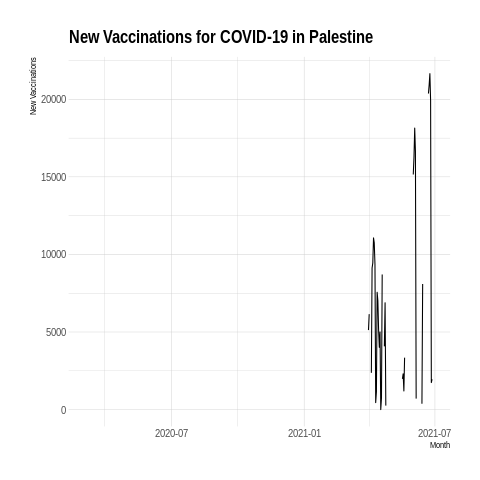 New Vaccinations for COVID-19 in Palestine
New Vaccinations
20000
15000
10000
5000
0
2020-07
2021-01
2021-07
Month